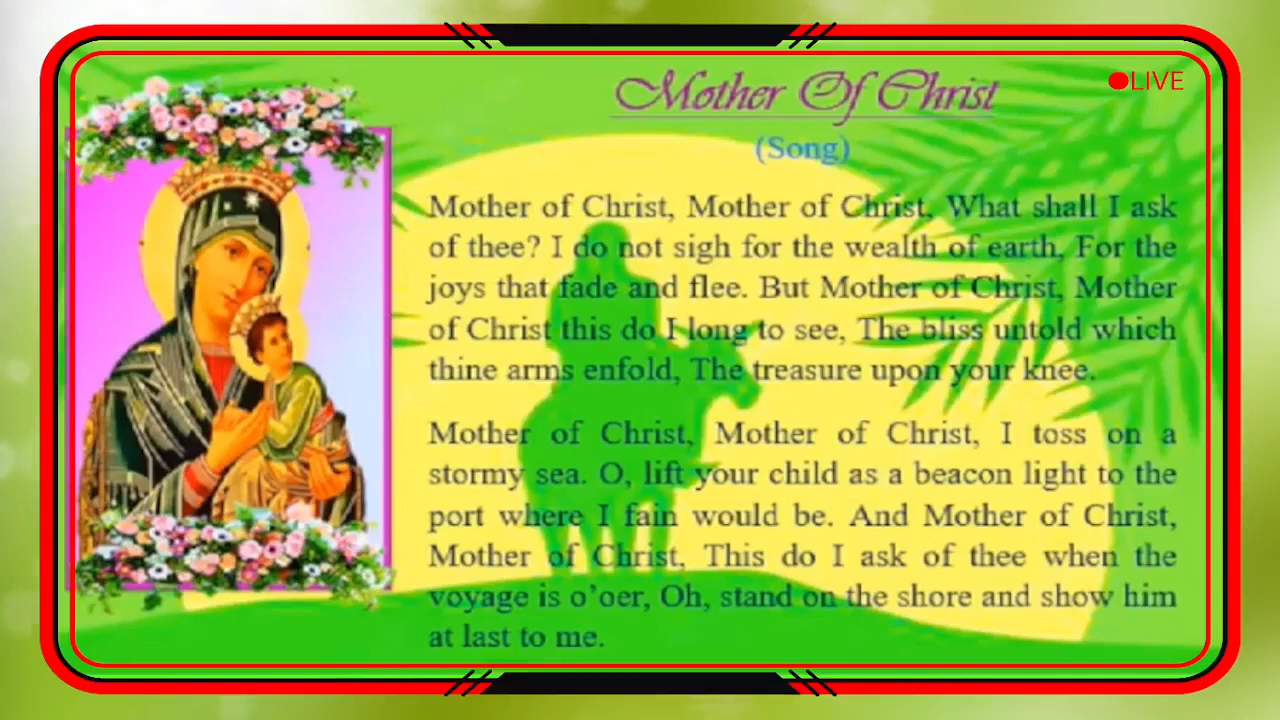 Mother Of Christ
LIVE
(Song)
Mother of Christ, Mother of Christ, What shall I ask
of thee? I do not sigh for the wealth of earth, For the
joys that fade and flee. But Mother of Christ, Mother
of Christ this do I long to see, The bliss untold which
thine arms enfold, The treasure upon your knee.
Mother of Christ, Mother of Christ, I toss on a
stormy sea. O, lift your child as a beacon light to the
port where I fain would be. And Mother of Christ,
Mother of Christ, This do I ask of thee when the
voyage is o’oer, Oh, stand on the shore and show him
at last to me.